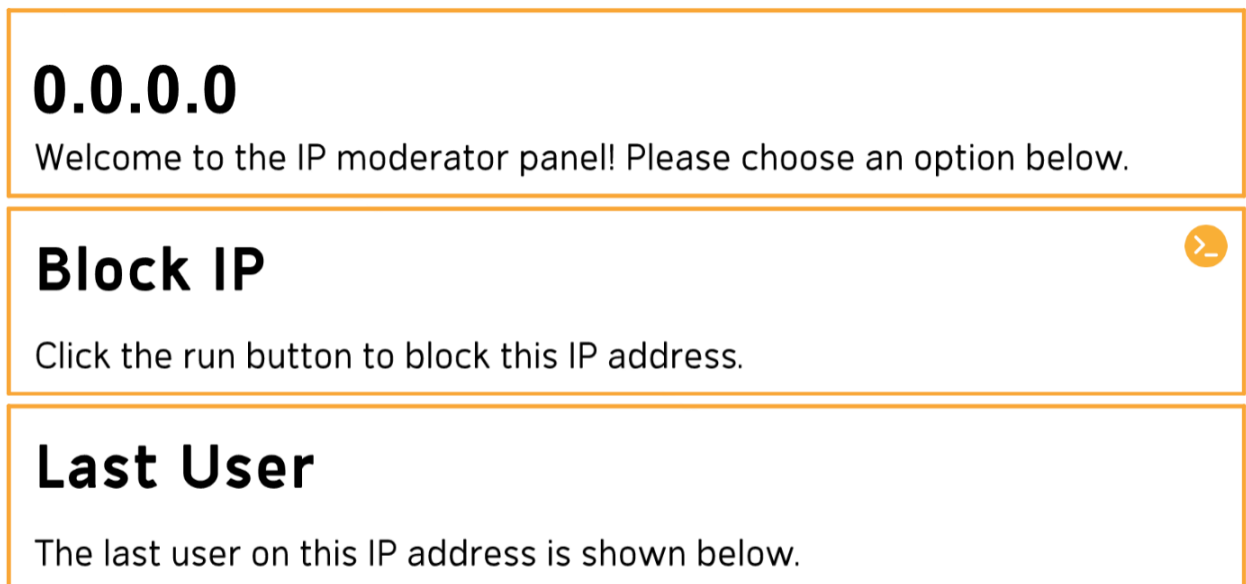 0.0.0.0
Welcome to the IP moderator panel! Please choose an option below.
Block IP
Click the run button to block this IP address.
Last User
The last user on this IP address is shown below.